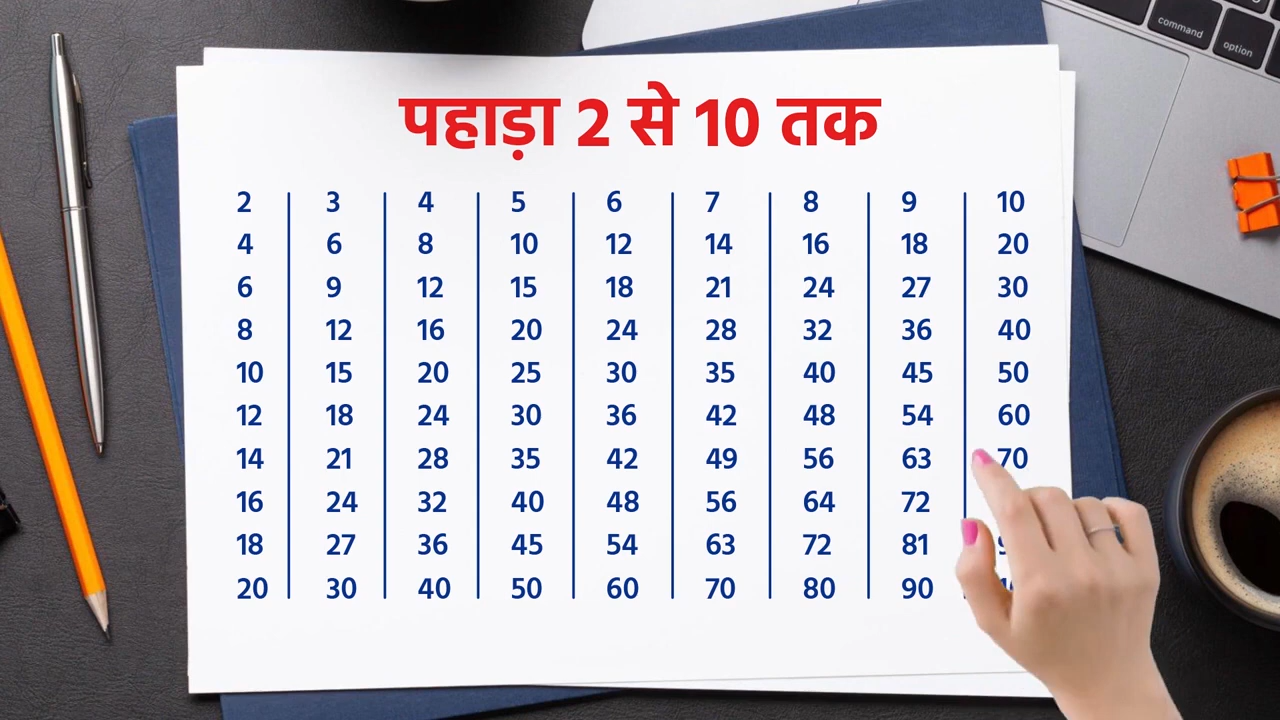 command
option
पहाड़ा 2 से 10 तक
2 3 4 5 6 7 8 9 10
4 6 8 10 12 14 16 18 20
6 9 12 15 18 21 24 27 30
8 12 16 20 24 28 32 36 40
10 15 20 25 30 35 40 45 50
12 18 24 30 36 42 48 54 60
14 21 28 35 42 49 56 63 70
16 24 32 40 48 56 64 72
18 27 36 45 54 63 72 81
20 30 40 50 60 70 80 90